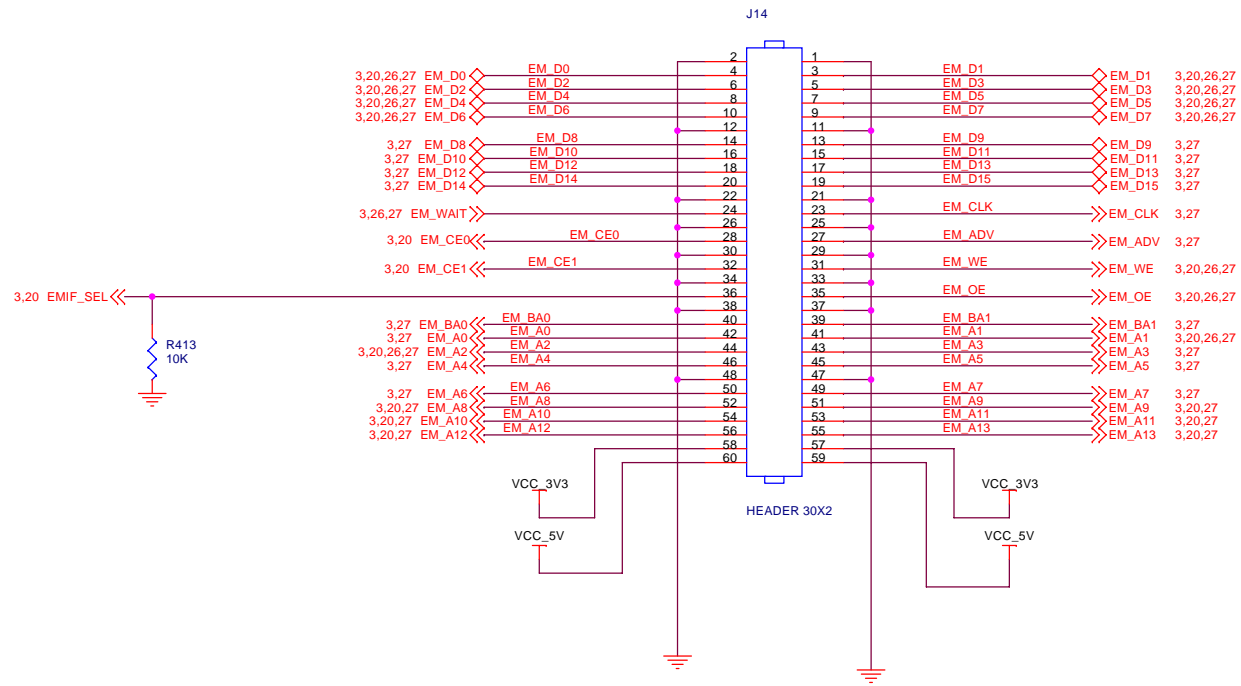 J14
2 1
3,20,26,27 EM_D0 EM_D0 4 3 EM_D1 EM_D1 3,20,26,27
3,20,26,27 EM_D2 EM_D2 6 5 EM_D3 EM_D3 3,20,26,27
3,20,26,27 EM_D4 EM_D4 8 7 EM_D5 EM_D5 3,20,26,27
3,20,26,27 EM_D6 EM_D6 10 9 EM_D7 EM_D7 3,20,26,27
12 11
3,27 EM_D8 EM_D8 14 13 EM_D9 EM_D9 3,27
3,27 EM_D10 EM_D10 16 15 EM_D11 EM_D11 3,27
3,27 EM_D12 EM_D12 18 17 EM_D13 EM_D13 3,27
3,27 EM_D14 EM_D14 20 19 EM_D15 EM_D15 3,27
22 21
3,26,27 EM_WAIT 24 23 EM_CLK EM_CLK 3,27
26 25
3,20 EM_CE0 EM_CE0 28 27 EM_ADV EM_ADV 3,27
30 29
3,20 EM_CE1 EM_CE1 32 31 EM_WE EM_WE 3,20,26,27
34 33
3,20 EMIF_SEL 36 35 EM_OE EM_OE 3,20,26,27
38 37
3,27 EM_BA0 EM_BA0 40 39 EM_BA1 EM_BA1 3,27
3,27 EM_A0 EM_A0 42 41 EM_A1 EM_A1 3,20,26,27
R413
10K
3,20,26,27 EM_A2 EM_A2 44 43 EM_A3 EM_A3 3,27
3,27 EM_A4 EM_A4 46 45 EM_A5 EM_A5 3,27
48 47
3,27 EM_A6 EM_A6 50 49 EM_A7 EM_A7 3,27
3,20,27 EM_A8 EM_A8 52 51 EM_A9 EM_A9 3,20,27
3,20,27 EM_A10 EM_A10 54 53 EM_A11 EM_A11 3,20,27
3,20,27 EM_A12 EM_A12 56 55 EM_A13 EM_A13 3,20,27
58 57
60 59
VCC_3V3 VCC_3V3
HEADER 30X2
VCC_5V VCC_5V